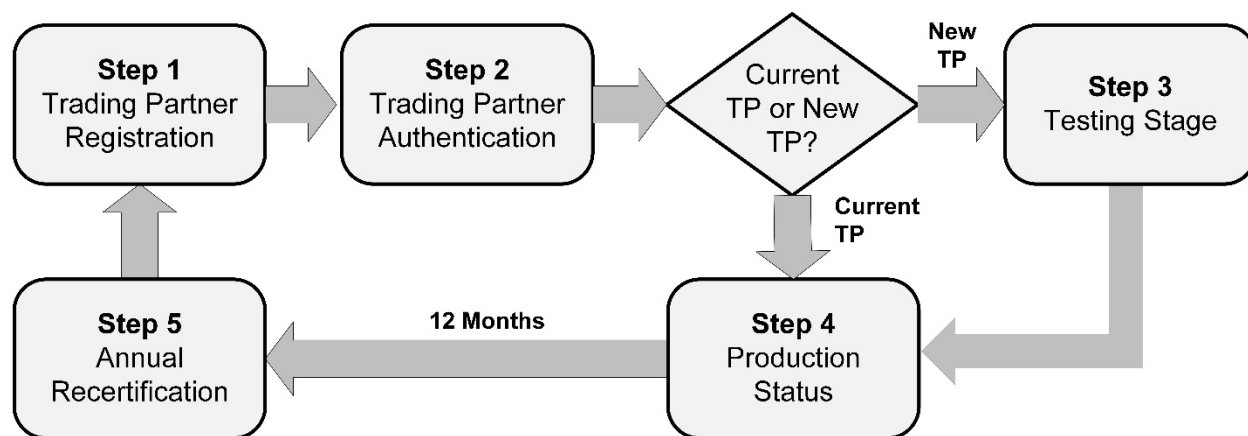 Step 1
Trading Partner
Registration
Step 2
Trading Partner
Authentication
Current
TP or New
TP?
New
TP
Step 3
Testing Stage
Current
TP
Step 4
Production
Status
12 Months
Step 5
Annual
Recertification